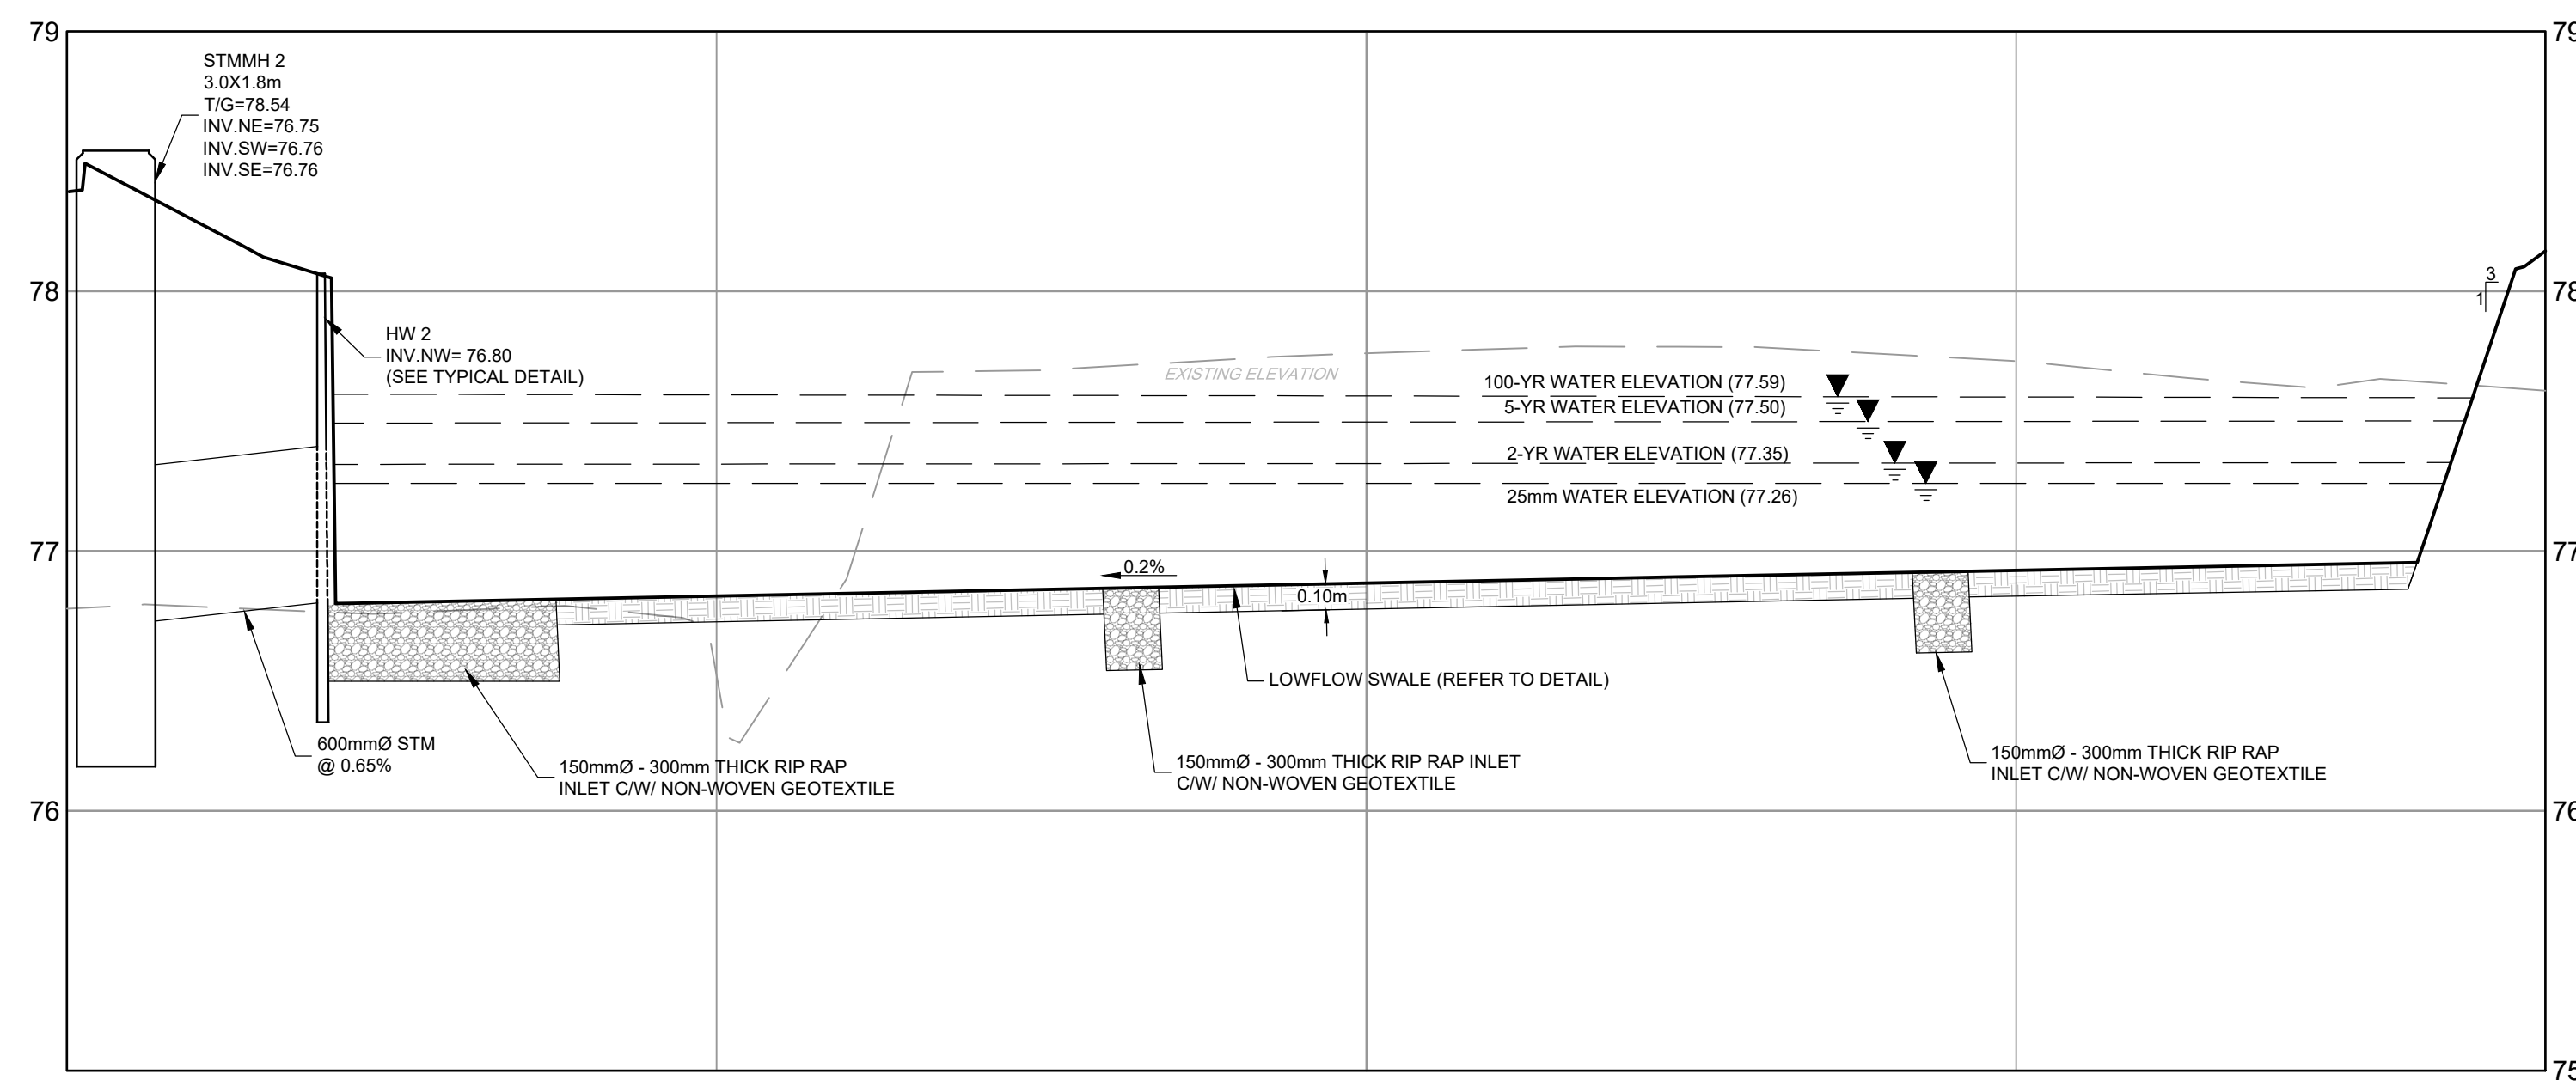 79
79
STMMH 2
3.0X1.8m
T/G=78.54
INV.NE=76.75
INV.SW=76.76
INV.SE=76.76
3
1
78
78
HW 2
INV.NW= 76.80
(SEE TYPICAL DETAIL)
EXISTING ELEVATION
100-YR WATER ELEVATION (77.59)
5-YR WATER ELEVATION (77.50)
2-YR WATER ELEVATION (77.35)
25mm WATER ELEVATION (77.26)
77
77
0.2%
0.10m
LOWFLOW SWALE (REFER TO DETAIL)
600mmØ STM
@ 0.65%
150mmØ - 300mm THICK RIP RAP
INLET C/W/ NON-WOVEN GEOTEXTILE
150mmØ - 300mm THICK RIP RAP INLET
C/W/ NON-WOVEN GEOTEXTILE
150mmØ - 300mm THICK RIP RAP
INLET C/W/ NON-WOVEN GEOTEXTILE
76
76
75